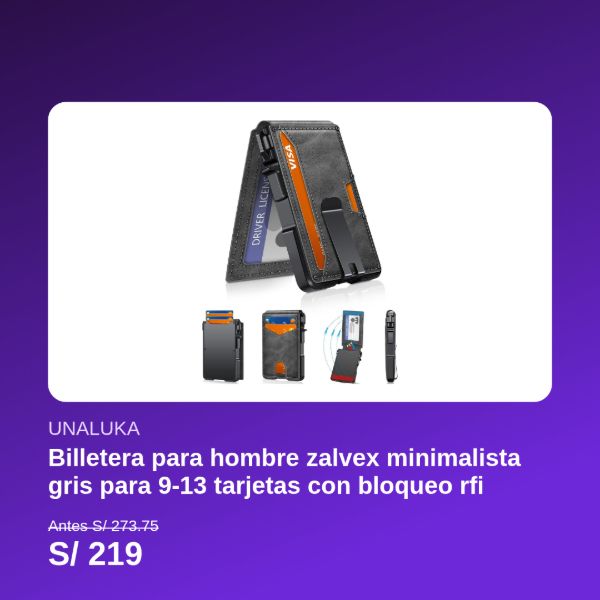 VISA
DRIVER LICENSE
UNALUKA
Billetera para hombre zalvex minimalista
gris para 9-13 tarjetas con bloqueo rfi
Antes S/ 273.75
S/ 219